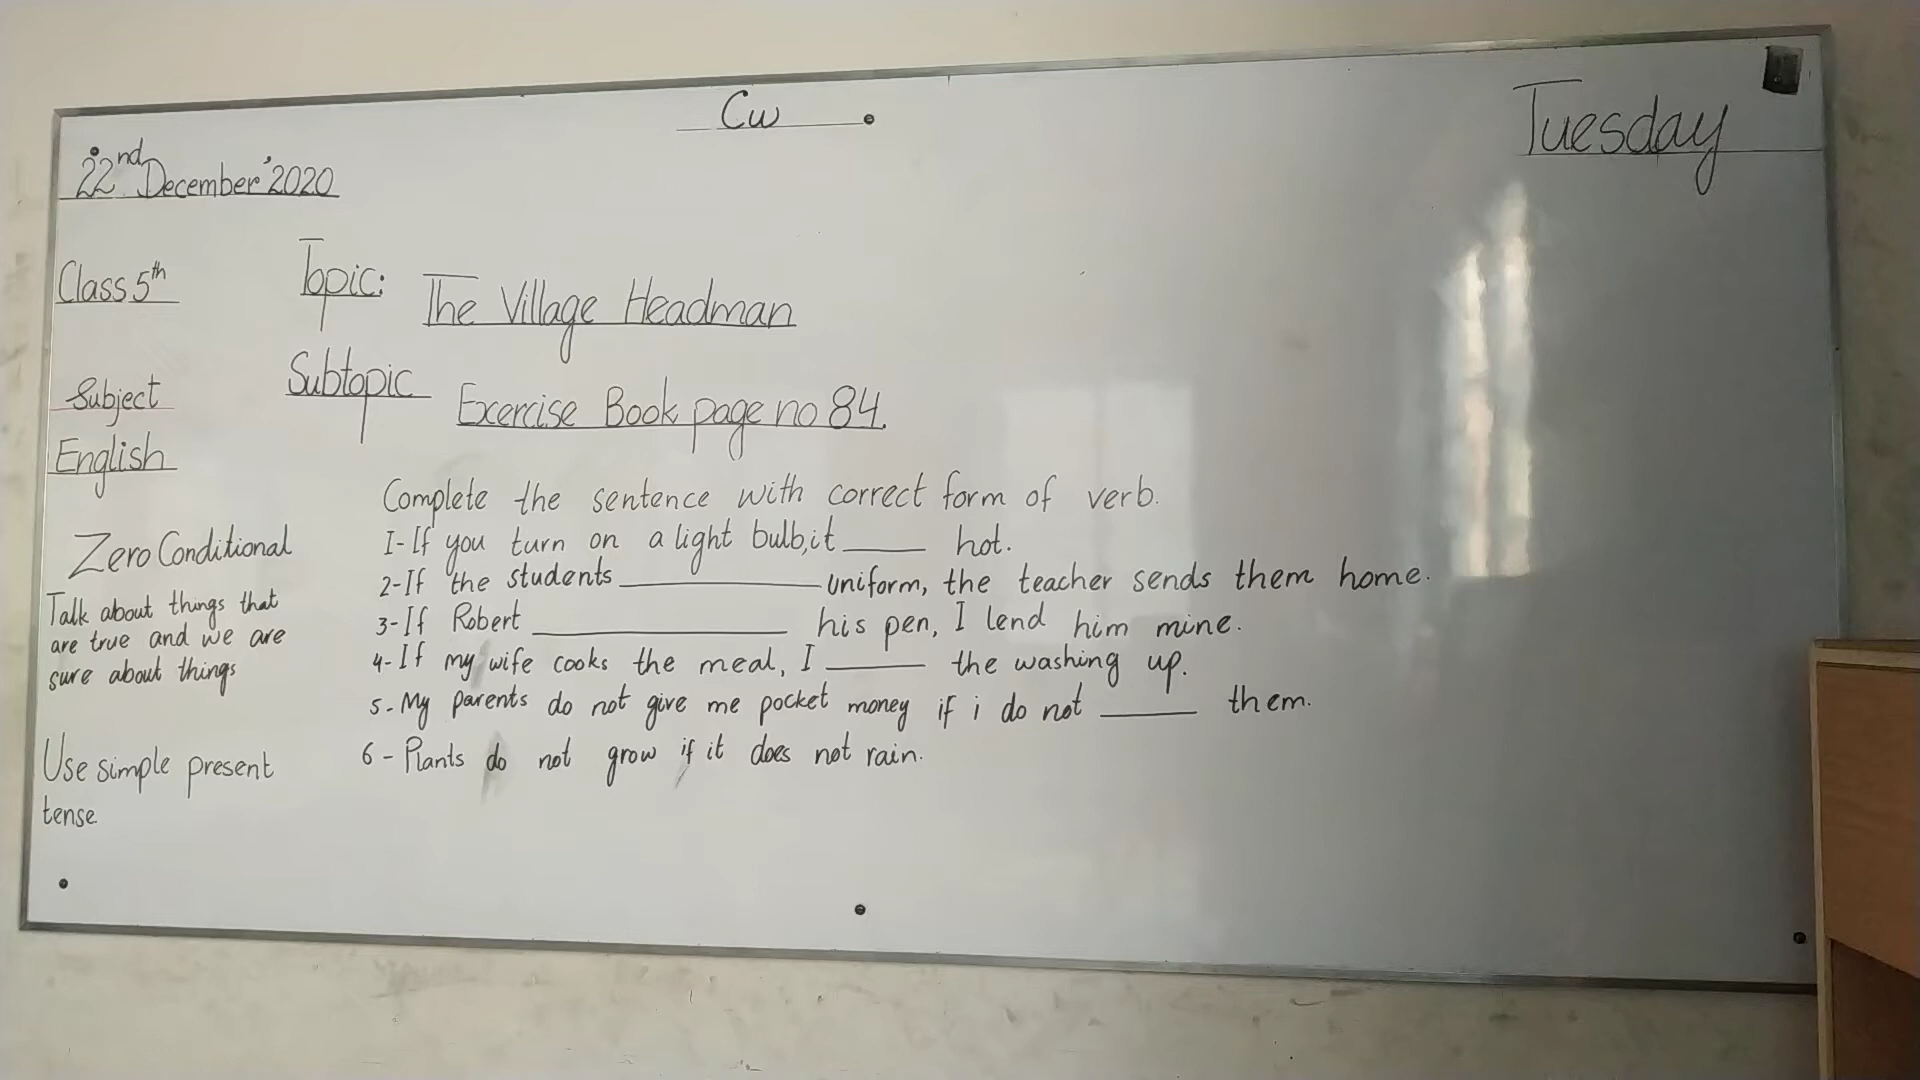 Cw
Tuesday
22nd December'2020
Class 5th
Topic: The Village Headman
Subtopic Exercise Book page no 84.
Subject
English
Complete the sentence with correct form of verb.
1-If you turn on a light bulb,it ____ hot.
2-If the students ____ uniform, the teacher sends them home.
3-If Robert ____ his pen, I lend him mine.
4-If my wife cooks the meal, I ____ the washing up.
5-My parents do not give me pocket money if i do not ____ them.
6-Plants do not grow if it does not rain.
Zero Conditional
Talk about things that
are true and we are
sure about things
Use simple present
tense